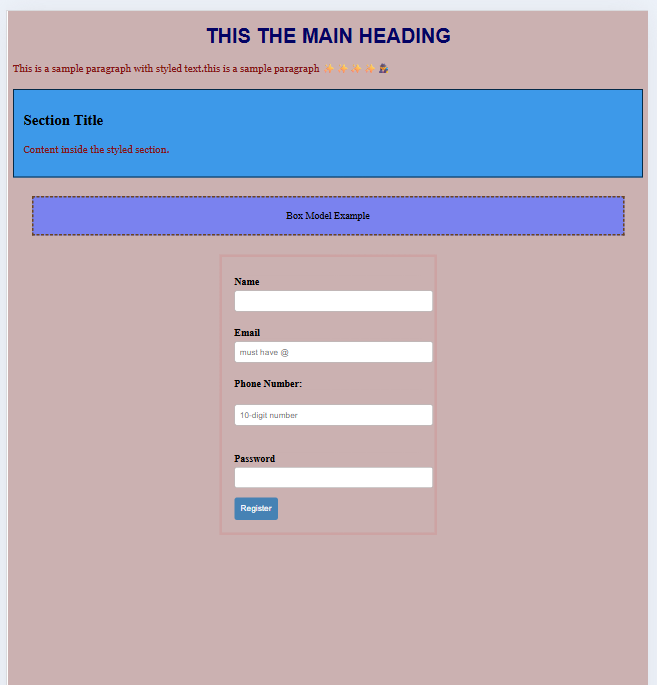 THIS THE MAIN HEADING
This is a sample paragraph with styled text.this is a sample paragraph
Section Title
Content inside the styled section.
Box Model Example
Name
Email
must have @
Phone Number:
10-digit number
Password
Register